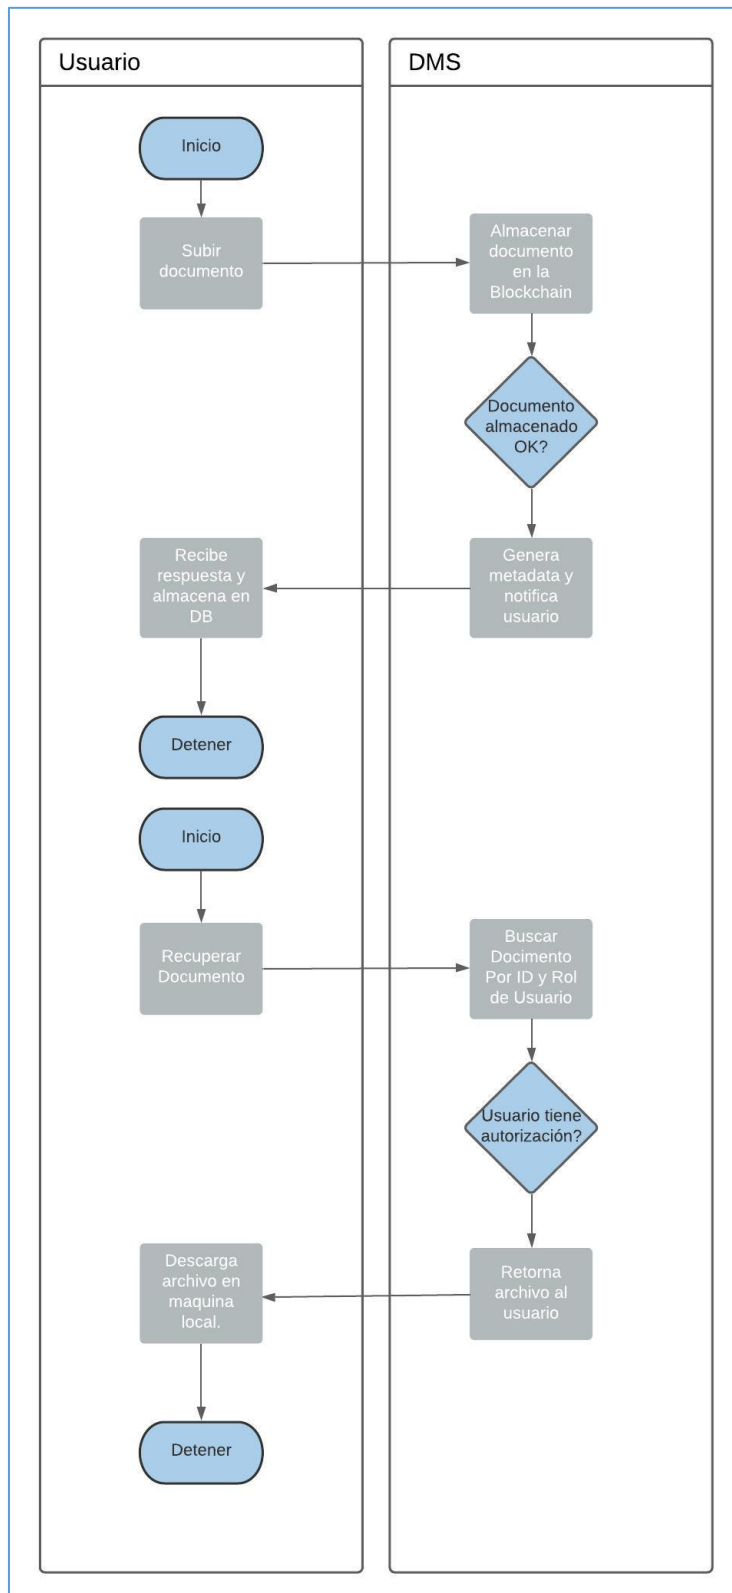 Usuario
DMS
Inicio
Subir
documento
Almacenar
documento
en la
Blockchain
Documento
almacenado
OK?
Recibe
respuesta y
almacena en
DB
Genera
metadata y
notifica
usuario
Detener
Inicio
Recuperar
Documento
Buscar
Docimento
Por ID y Rol
de Usuario
Usuario tiene
autorización?
Descarga
archivo en
maquina
local.
Retorna
archivo al
usuario
Detener